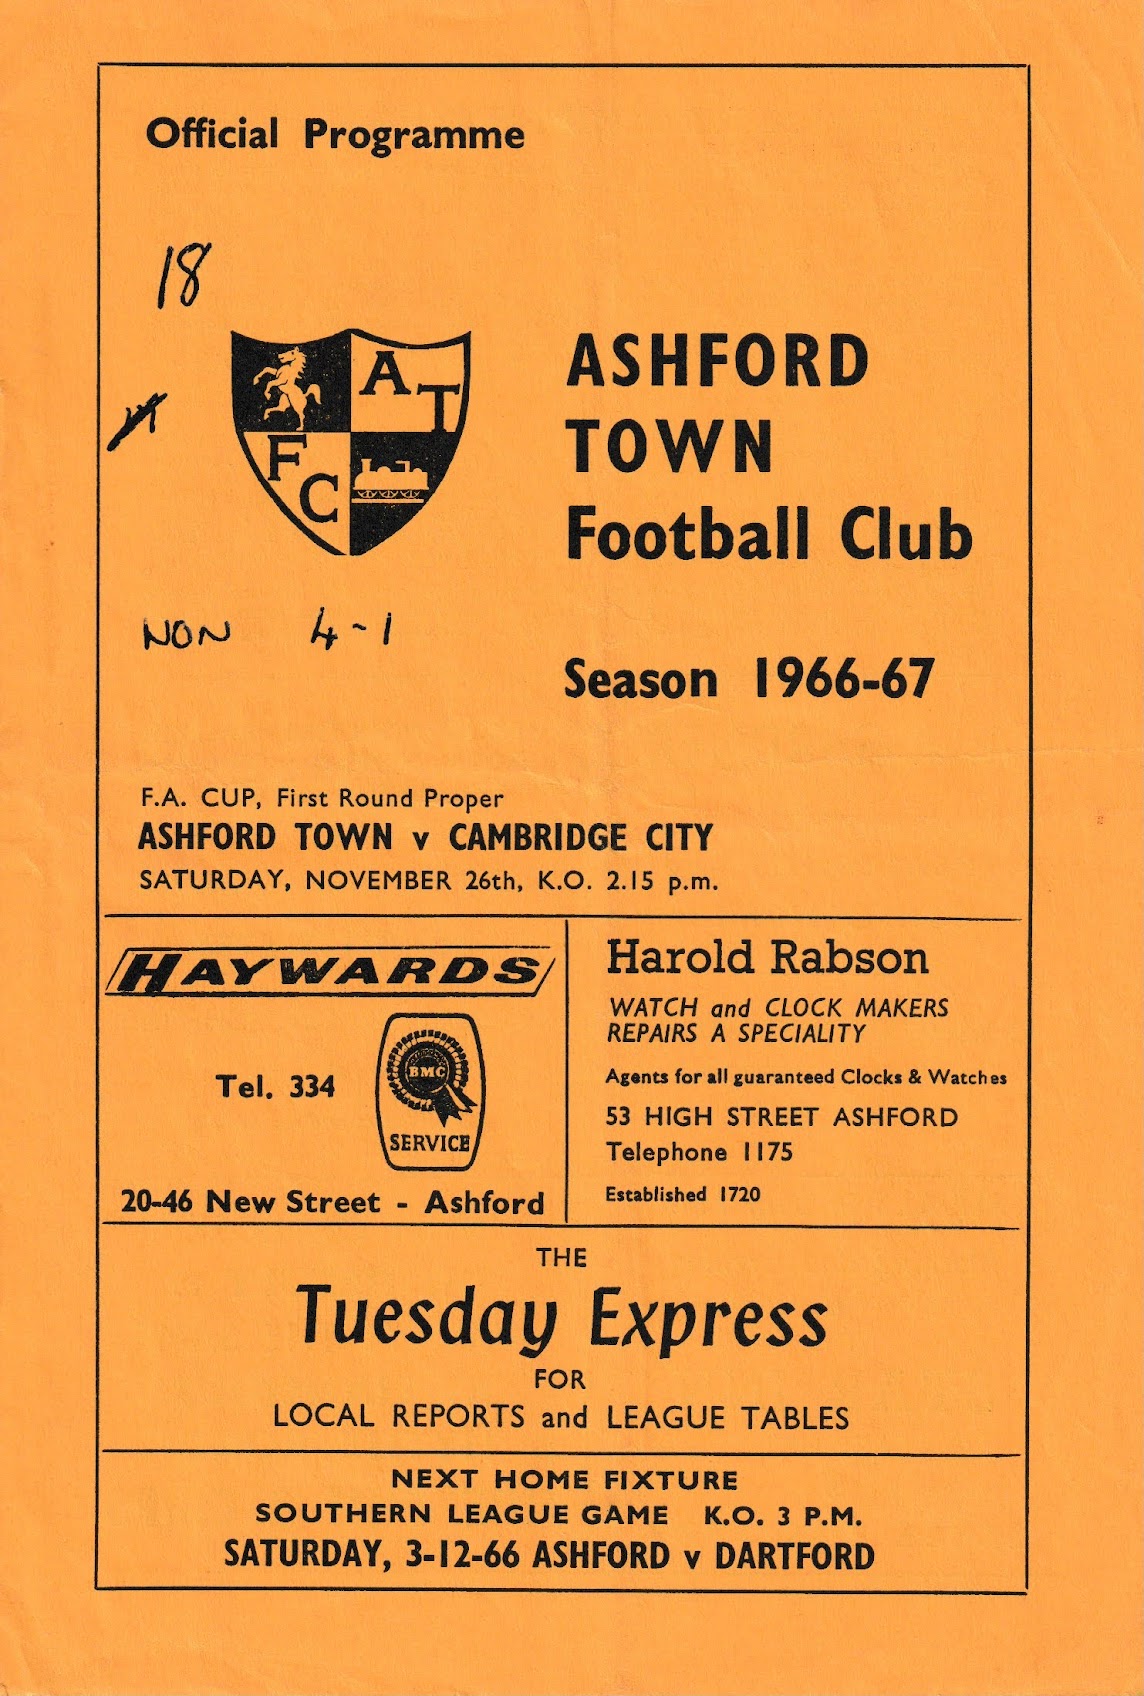 Official Programme
18
A T
F C
ASHFORD
TOWN
Football Club
NON 4-1
Season 1966-67
F.A. CUP, First Round Proper
ASHFORD TOWN v CAMBRIDGE CITY
SATURDAY, NOVEMBER 26th, K.O. 2.15 p.m.
HAYWARDS
Tel. 334
BMC
SERVICE
20-46 New Street - Ashford
Harold Rabson
WATCH and CLOCK MAKERS
REPAIRS A SPECIALITY
Agents for all guaranteed Clocks & Watches
53 HIGH STREET ASHFORD
Telephone 1175
Established 1720
THE
Tuesday Express
FOR
LOCAL REPORTS and LEAGUE TABLES
NEXT HOME FIXTURE
SOUTHERN LEAGUE GAME K.O. 3 P.M.
SATURDAY, 3-12-66 ASHFORD v DARTFORD